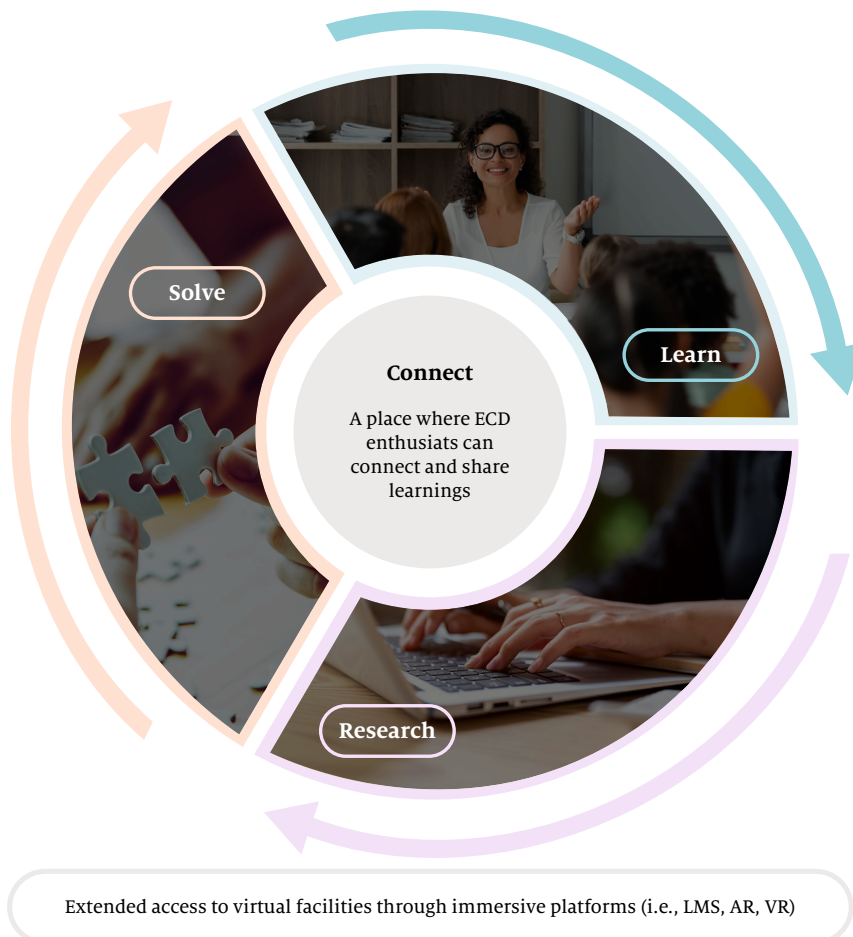 Solve
Learn
Connect
A place where ECD
enthusiats can
connect and share
learnings
Research
Extended access to virtual facilities through immersive platforms (i.e., LMS, AR, VR)